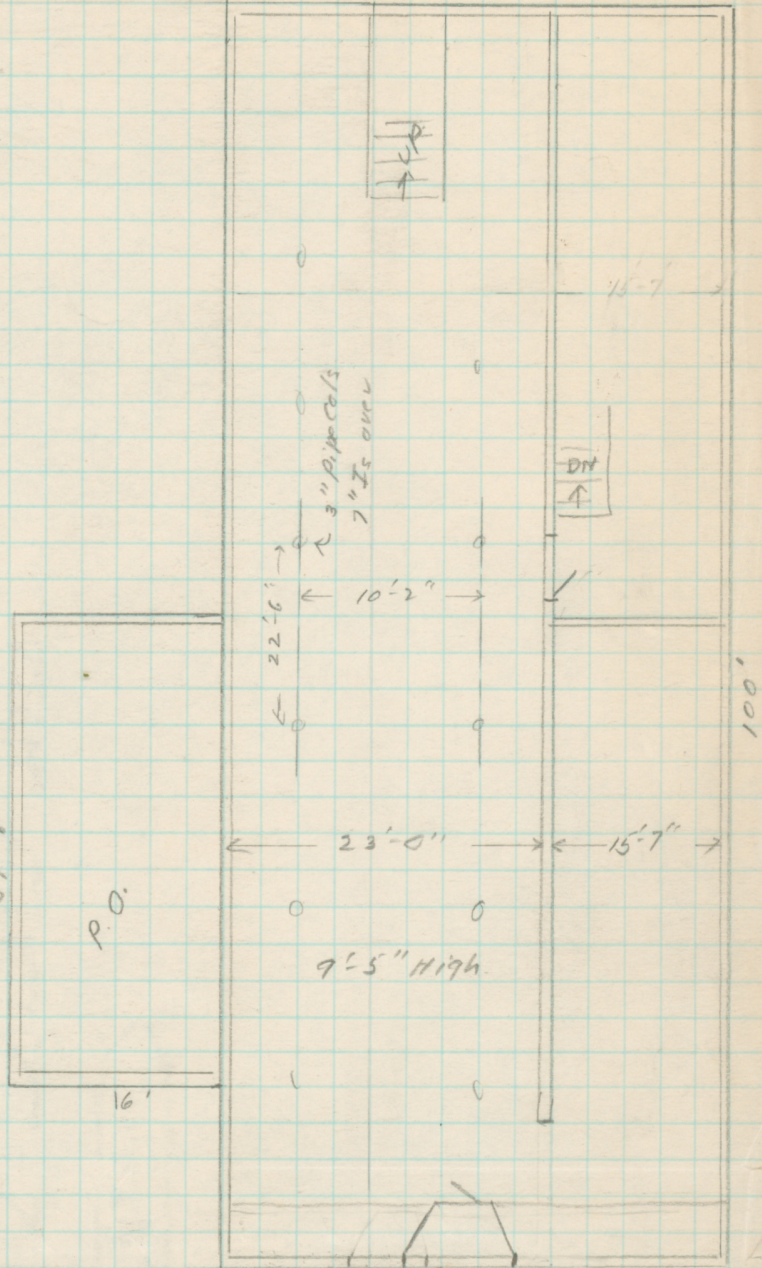 UP.
15-7
3" Pipe Cols
7" Is over
DN
22'-6"
10'-2"
100'
23'-0"
15'-7"
P.O.
9'-5" High
16'